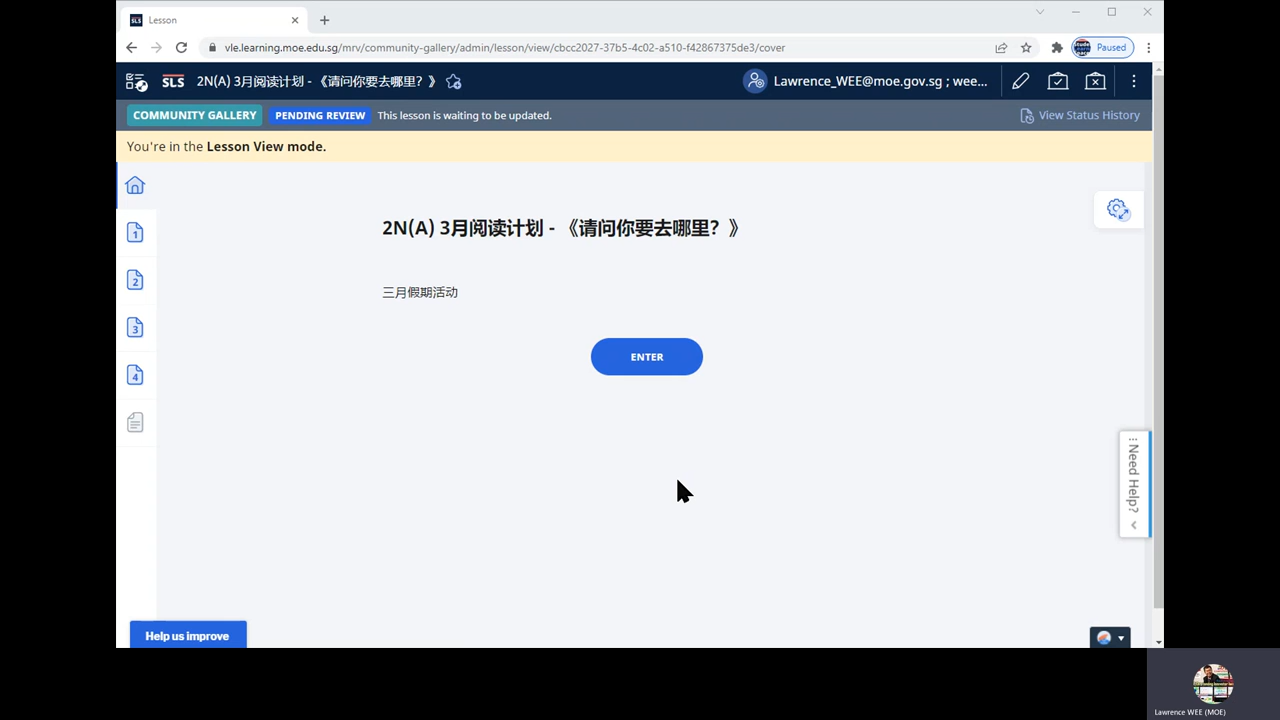 Lesson
vle.learning.moe.edu.sg/mrv/community-gallery/admin/lesson/view/cbcc2027-37b5-4c02-a510-f42867375de3/cover
Paused
SLS
2N(A) 3月阅读计划 - 《请问你要去哪里？》
Lawrence_WEE@moe.gov.sg ; wee...
COMMUNITY GALLERY
PENDING REVIEW
This lesson is waiting to be updated.
View Status History
You're in the Lesson View mode.
1
2N(A) 3月阅读计划 - 《请问你要去哪里？》
2
三月假期活动
3
ENTER
4
Need Help?
Help us improve
Lawrence WEE (MOE)